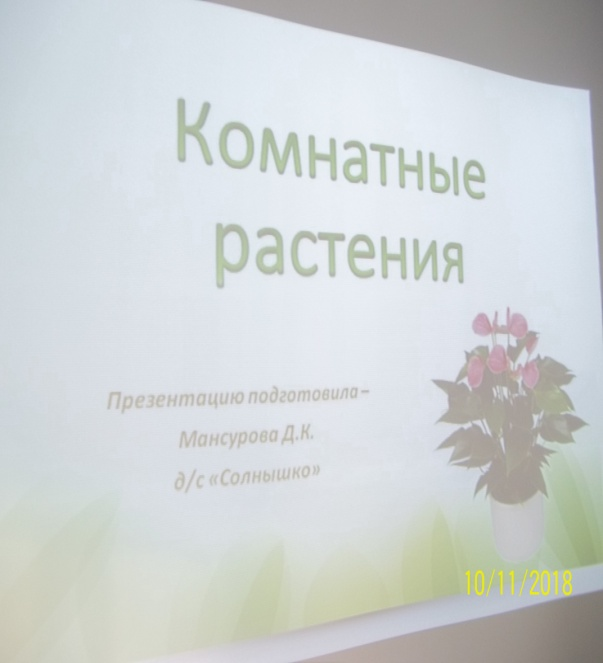 Комнатные
растения
Презентацию подготовила –
Мансурова Д.К.
д/с «Солнышко»
10/11/2018